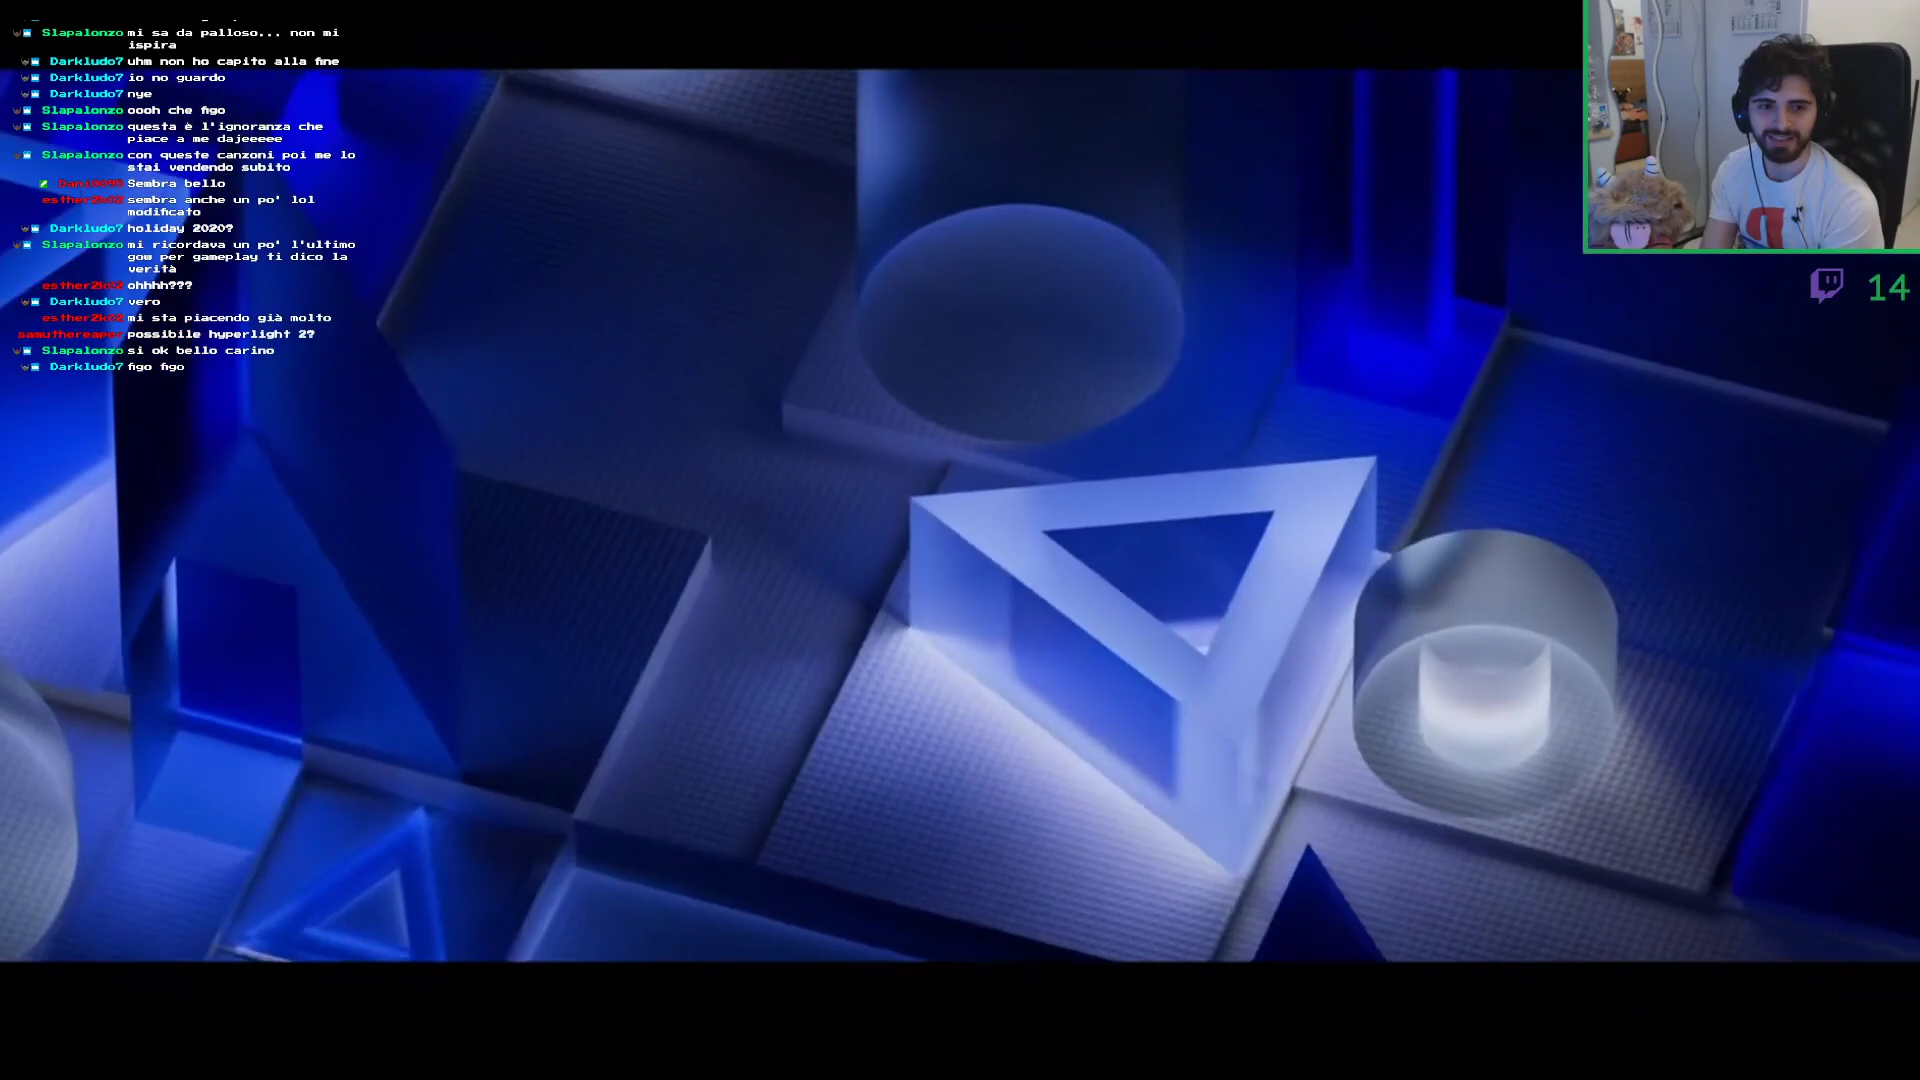 Slapalonzo mi sa da palloso... non mi
ispira
Darkludo7 uhm non ho capito alla fine
Darkludo7 io no guardo
Darkludo7 nye
Slapalonzo oooh che figo
Slapalonzo questa è l'ignoranza che
piace a me dajeeeee
Slapalonzo con queste canzoni poi me lo
stai vendendo subito
Sembra bello
esther2k02 sembra anche un po' lol
modificato
Darkludo7 holiday 2020?
Slapalonzo mi ricordava un po' l'ultimo
gow per gameplay ti dico la
verità
esther2k02 ohhhh???
Darkludo7 vero
esther2k02 mi sta piacendo già molto
samuthereaper possibile hyperlight 2?
Slapalonzo si ok bello carino
Darkludo7 figo figo
14